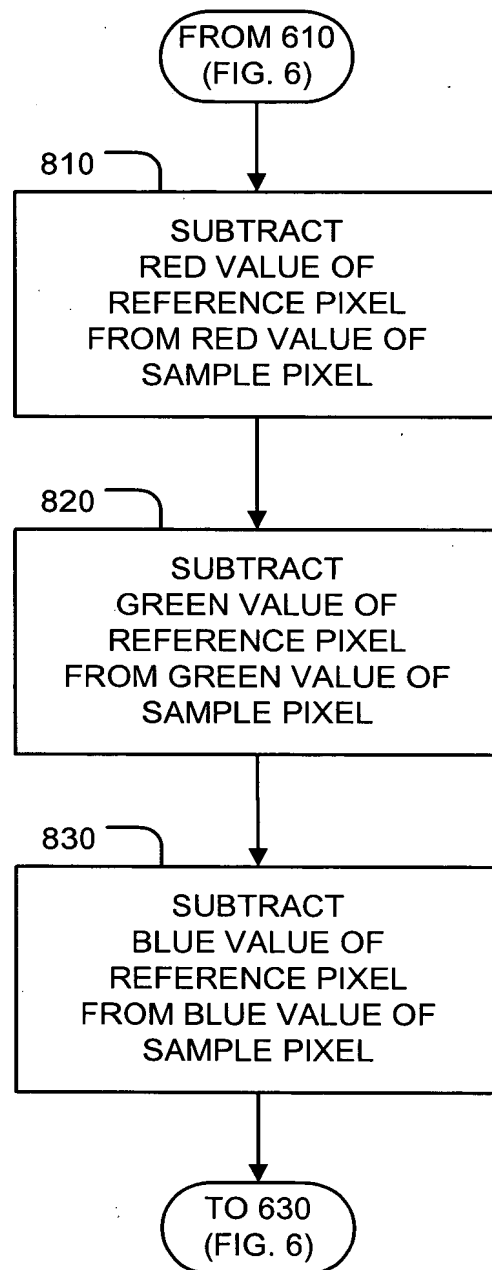 FROM 610
(FIG. 6)
810
SUBTRACT
RED VALUE OF
REFERENCE PIXEL
FROM RED VALUE OF
SAMPLE PIXEL
820
SUBTRACT
GREEN VALUE OF
REFERENCE PIXEL
FROM GREEN VALUE OF
SAMPLE PIXEL
830
SUBTRACT
BLUE VALUE OF
REFERENCE PIXEL
FROM BLUE VALUE OF
SAMPLE PIXEL
TO 630
(FIG. 6)